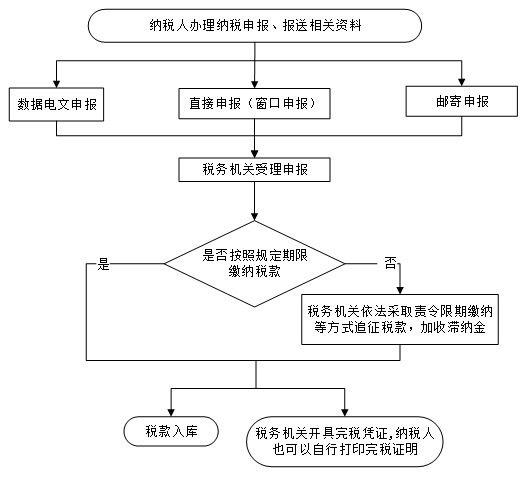 纳税人办理纳税申报、报送相关资料
数据电文申报
直接申报（窗口申报）
邮寄申报
税务机关受理申报
是否按照规定期限
缴纳税款
是
否
税务机关依法采取责令限期缴纳
等方式追征税款，加收滞纳金
税款入库
税务机关开具完税凭证,纳税人
也可以自行打印完税证明